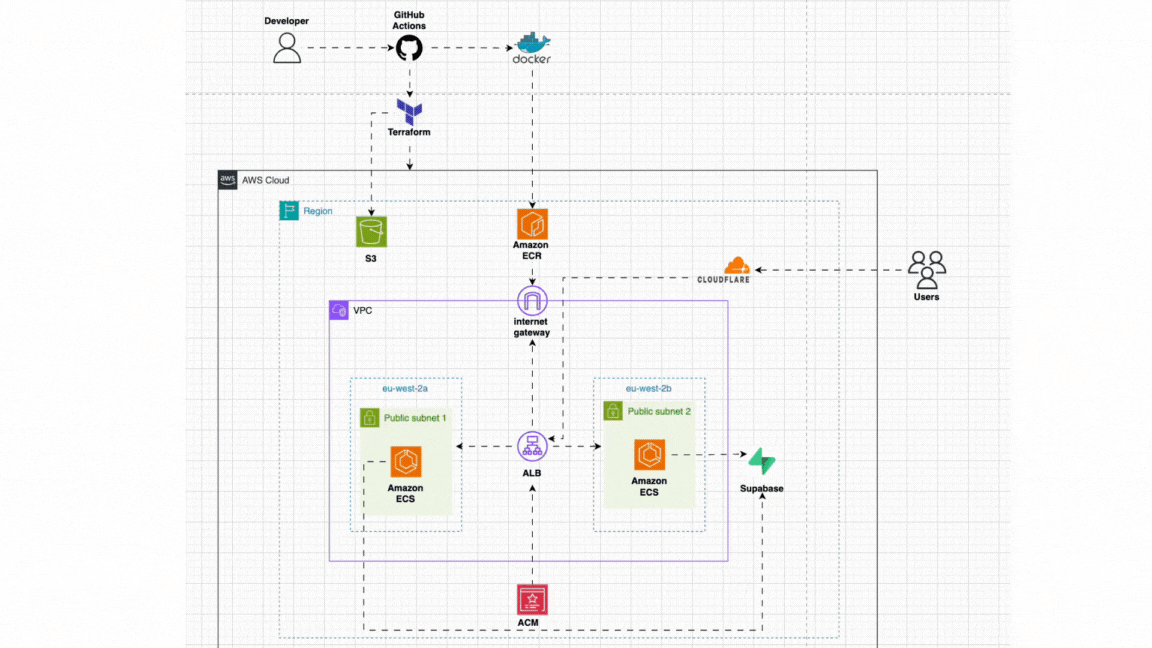 Developer
GitHub
Actions
docker
Terraform
aws
AWS Cloud
Region
S3
Amazon
ECR
CLOUDFLARE
Users
VPC
internet
gateway
eu-west-2a
eu-west-2b
Public subnet 1
Public subnet 2
Amazon
ECS
ALB
Amazon
ECS
Supabase
ACM